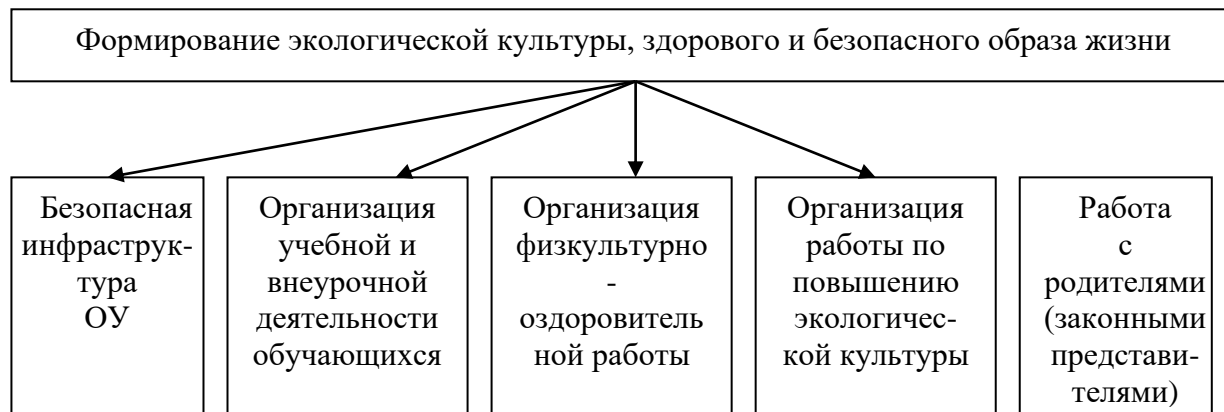 Формирование экологической культуры, здорового и безопасного образа жизни
Безопасная
инфраструк-
тура
ОУ
Организация
учебной и
внеурочной
деятельности
обучающихся
Организация
физкультурно
-
оздоровитель
ной работы
Организация
работы по
повышению
экологичес-
кой культуры
Работа
с
родителями
(законными
представи-
телями)